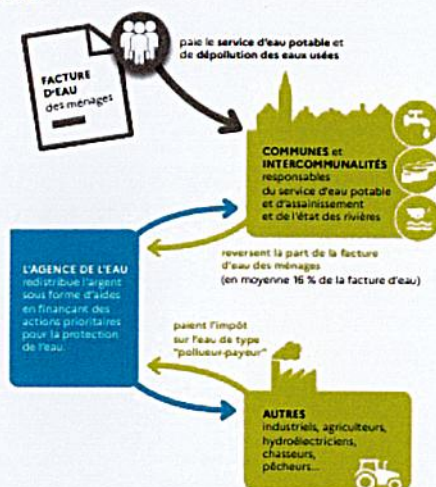 paie le service d'eau potable et
de dépollution des eaux usées
FACTURE
D'EAU
des ménages
COMMUNES et
INTERCOMMUNALITÉS
responsables
du service d'eau potable
et d'assainissement
et de l'état des rivières
reversent la part de la facture
d'eau des ménages
(en moyenne 16 % de la facture d'eau)
L'AGENCE DE L'EAU
redistribue l'argent
sous forme d'aides
en finançant des
actions prioritaires
pour la protection
de l'eau.
paient l'impôt
sur l'eau de type
"pollueur-payeur"
AUTRES
industriels, agriculteurs,
hydroélectriciens,
chasseurs,
pêcheurs...